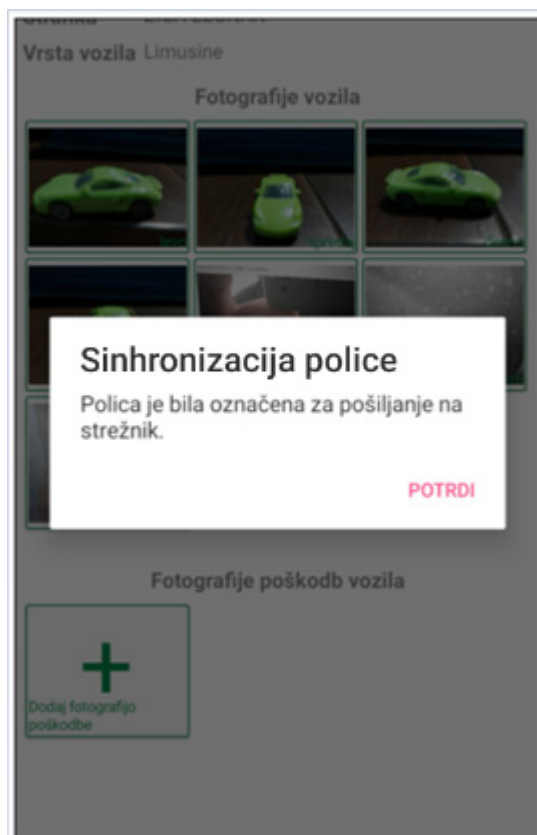 Vrsta vozila Limusine
Fotografije vozila
spredaj
Sinhronizacija police
Polica je bila označena za pošiljanje na
strežnik.
POTRDI
Fotografije poškodb vozila
Dodaj fotografijo
poškodbe